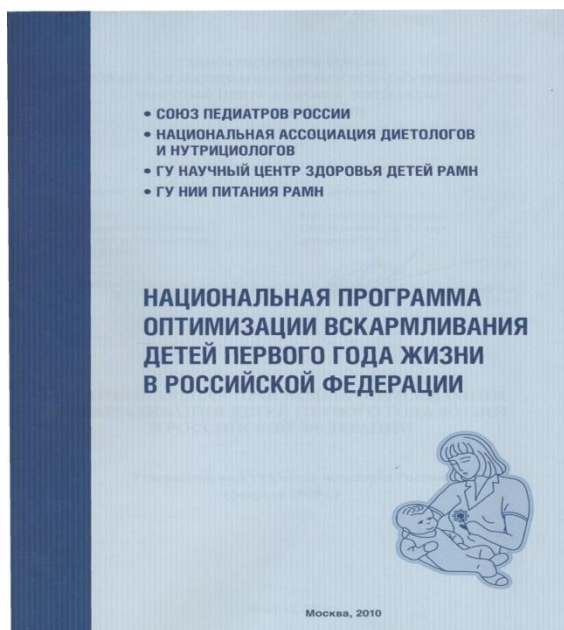 • СОЮЗ ПЕДИАТРОВ РОССИИ
• НАЦИОНАЛЬНАЯ АССОЦИАЦИЯ ДИЕТОЛОГОВ
И НУТРИЦИОЛОГОВ
• ГУ НАУЧНЫЙ ЦЕНТР ЗДОРОВЬЯ ДЕТЕЙ РАМН
• ГУ НИИ ПИТАНИЯ РАМН
НАЦИОНАЛЬНАЯ ПРОГРАММА
ОПТИМИЗАЦИИ ВСКАРМЛИВАНИЯ
ДЕТЕЙ ПЕРВОГО ГОДА ЖИЗНИ
В РОССИЙСКОЙ ФЕДЕРАЦИИ
Москва, 2010